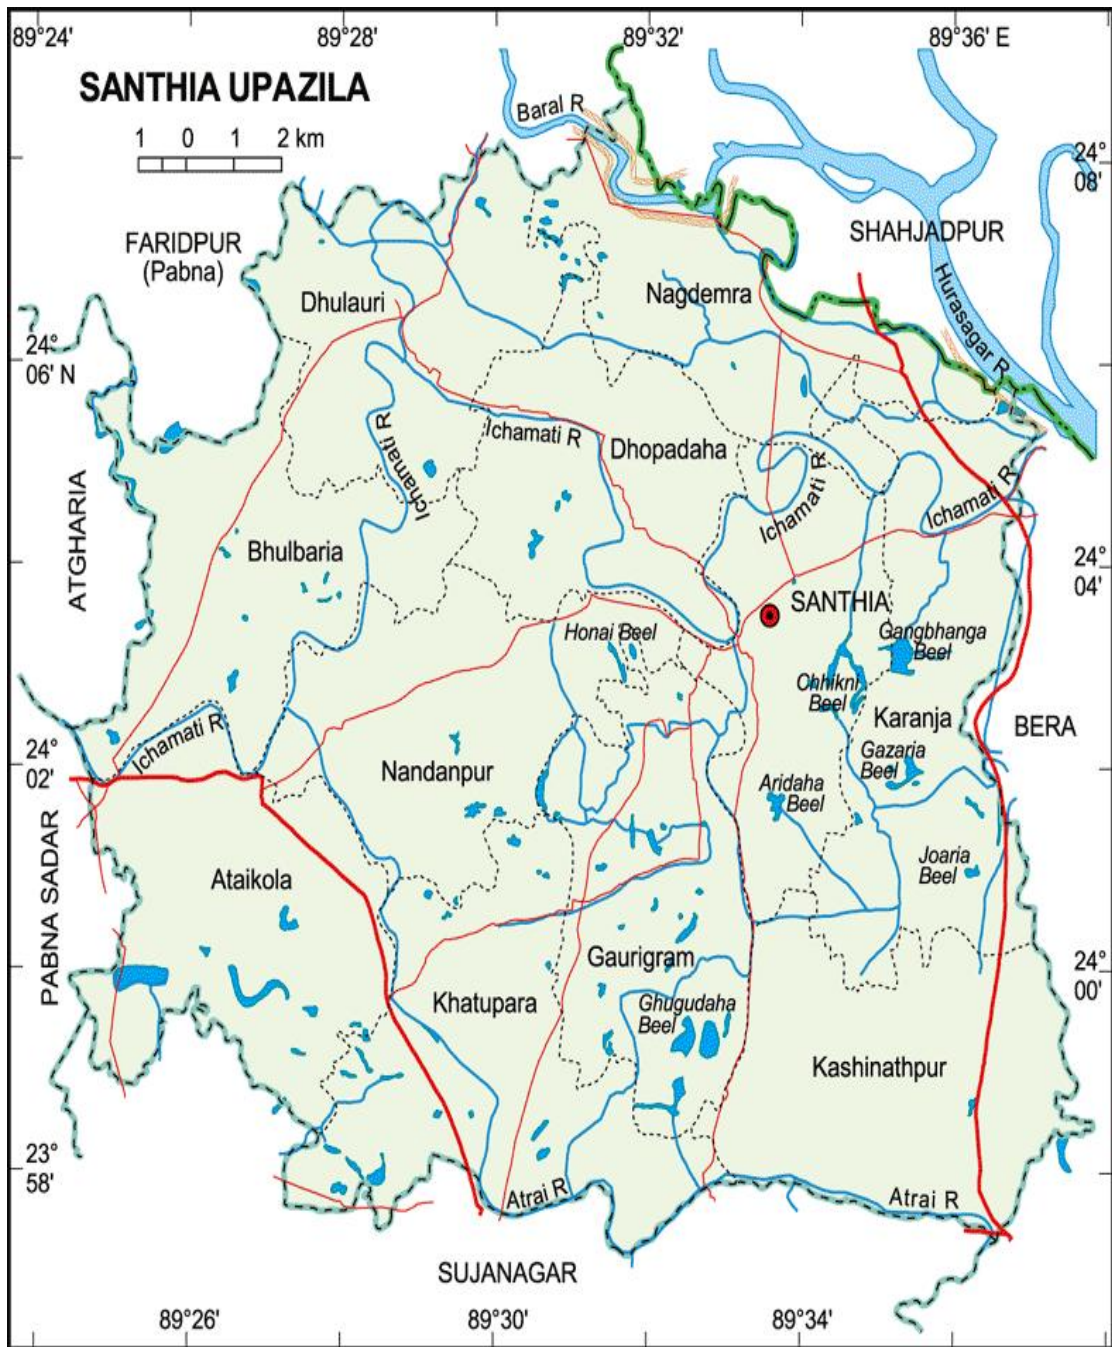 89°24'
89°28'
89°32'
89°36' E
SANTHIA UPAZILA
1 0 1 2 km
Baral R
24°
08'
FARIDPUR
(Pabna)
SHAHJADPUR
Hurasagar R
Dhulauri
Nagdemra
24°
06' N
Ichamati R
Ichamati R
Dhopadaha
Ichamati R
Ichamati R
ATGHARIA
Bhulbaria
24°
04'
SANTHIA
Honai Beel
Gangbhanga
Beel
Chhikni
Beel
Karanja
BERA
Ichamati R
24°
02'
Nandanpur
Gazaria
Beel
Aridaha
Beel
PABNA SADAR
Ataikola
Joaria
Beel
Gaurigram
24°
00'
Khatupara
Ghugudaha
Beel
Kashinathpur
23°
58'
Atrai R
Atrai R
SUJANAGAR
89°26'
89°30'
89°34'